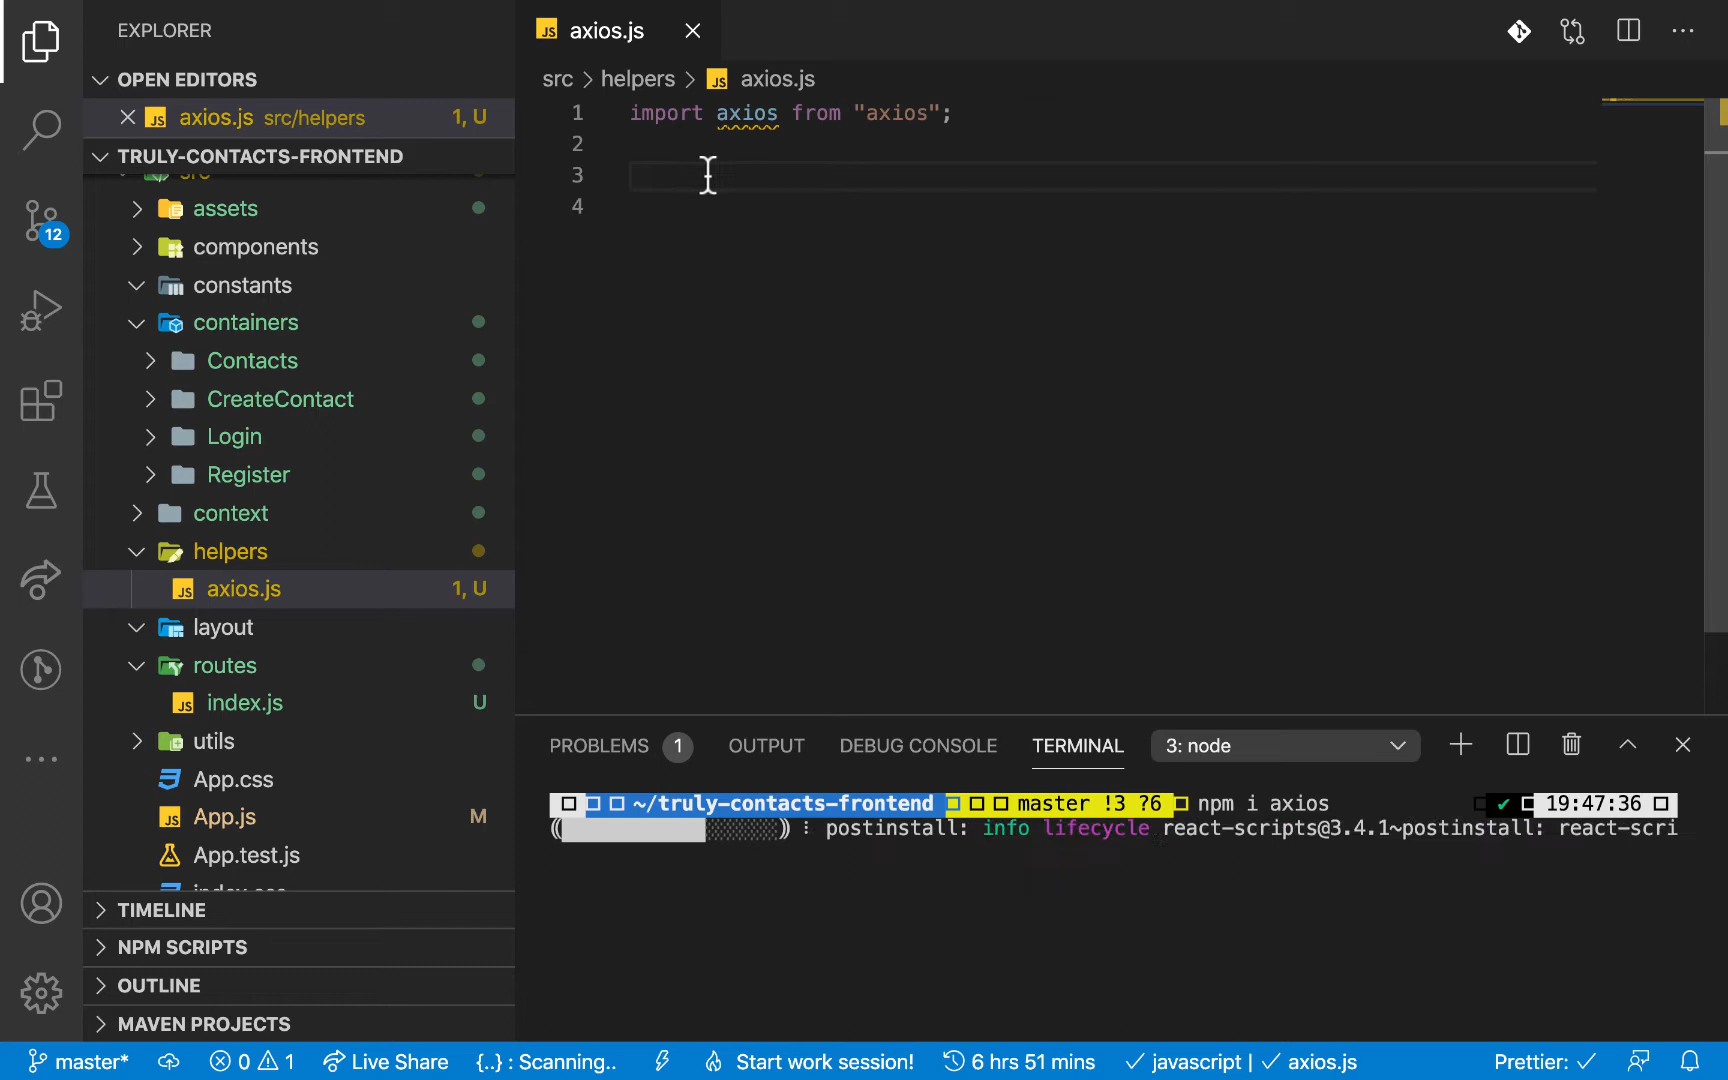 EXPLORER
OPEN EDITORS
axios.js src/helpers 1, U
TRULY-CONTACTS-FRONTEND
src
assets
components
constants
containers
Contacts
CreateContact
Login
Register
context
helpers
axios.js 1, U
layout
routes
index.js U
utils
App.css
App.js M
App.test.js
index.css
TIMELINE
NPM SCRIPTS
OUTLINE
MAVEN PROJECTS
12
axios.js
src > helpers > axios.js
1 import axios from "axios";
2
3
4
PROBLEMS 1 OUTPUT DEBUG CONSOLE TERMINAL 3: node
~/truly-contacts-frontend master !3 ?6 npm i axios ✔ 19:47:36
postinstall: info lifecycle react-scripts@3.4.1~postinstall: react-scri
master* 0 1 Live Share {..} : Scanning.. Start work session! 6 hrs 51 mins ✓ javascript | ✓ axios.js Prettier: ✓